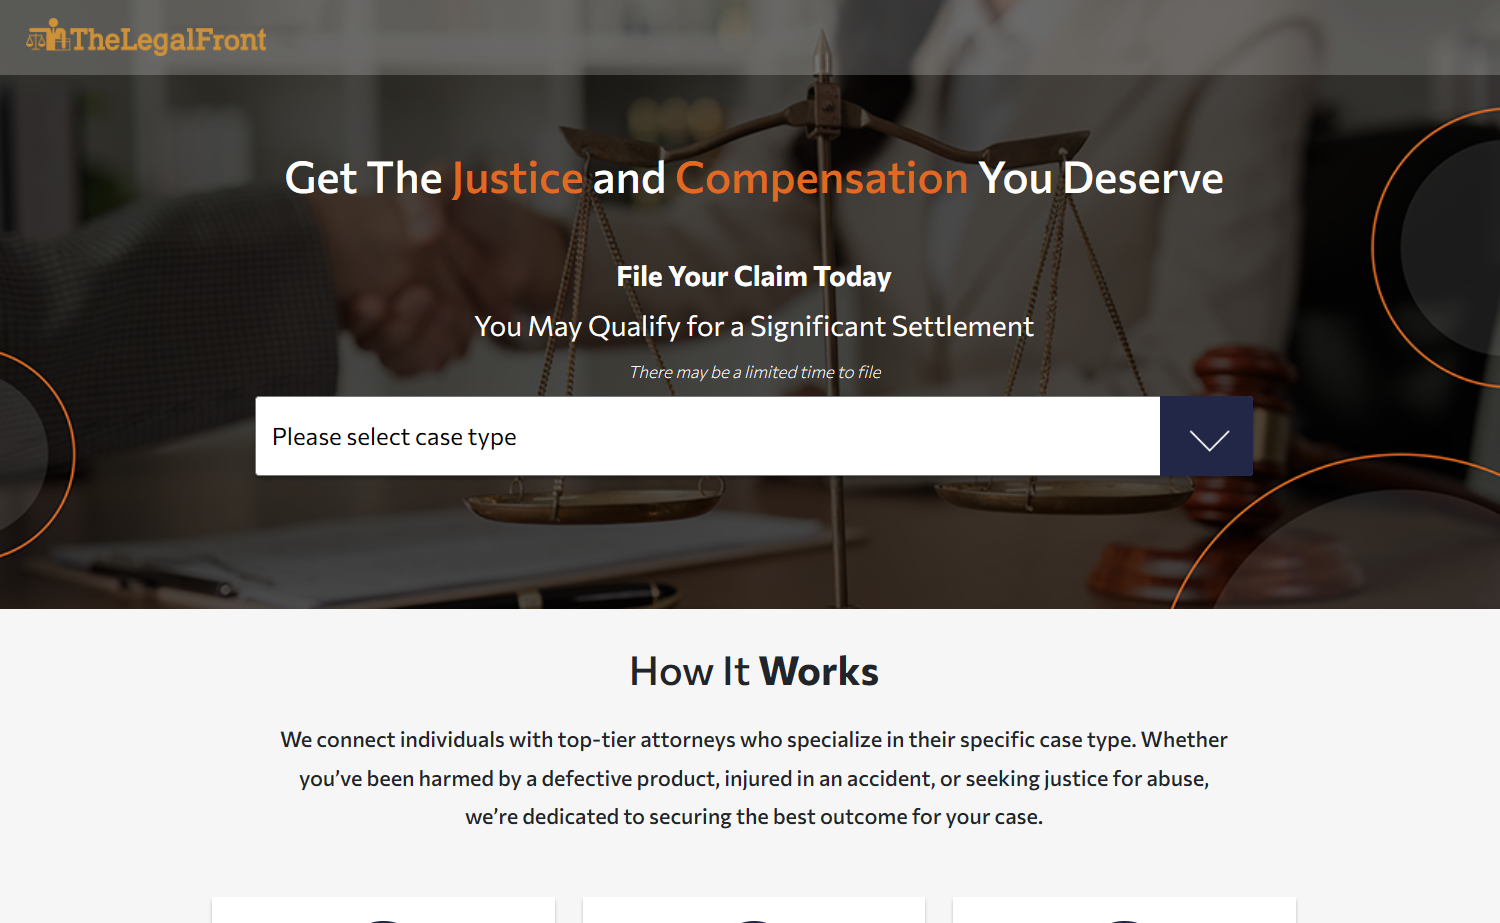 TheLegalFront
Get The Justice and Compensation You Deserve
File Your Claim Today
You May Qualify for a Significant Settlement
There may be a limited time to file
Please select case type
How It Works
We connect individuals with top-tier attorneys who specialize in their specific case type. Whether
you’ve been harmed by a defective product, injured in an accident, or seeking justice for abuse,
we’re dedicated to securing the best outcome for your case.